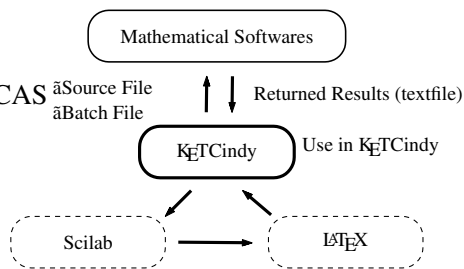 Mathematical Softwares
CAS
ãSource File
ãBatch File
Returned Results (textfile)
KETCindy
Use in KETCindy
Scilab
LATEX